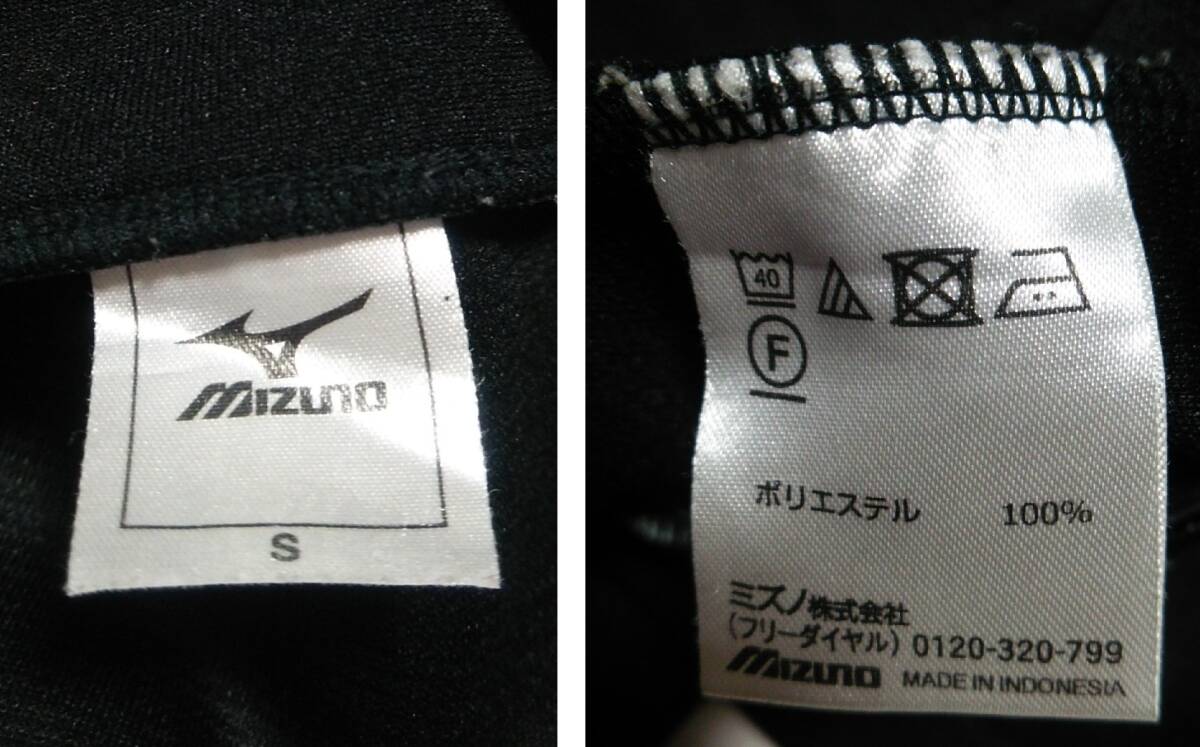 MIZUNO
S
40
F
ポリエステル 100%
ミズノ株式会社
(フリーダイヤル) 0120-320-799
MIZUNO MADE IN INDONESIA